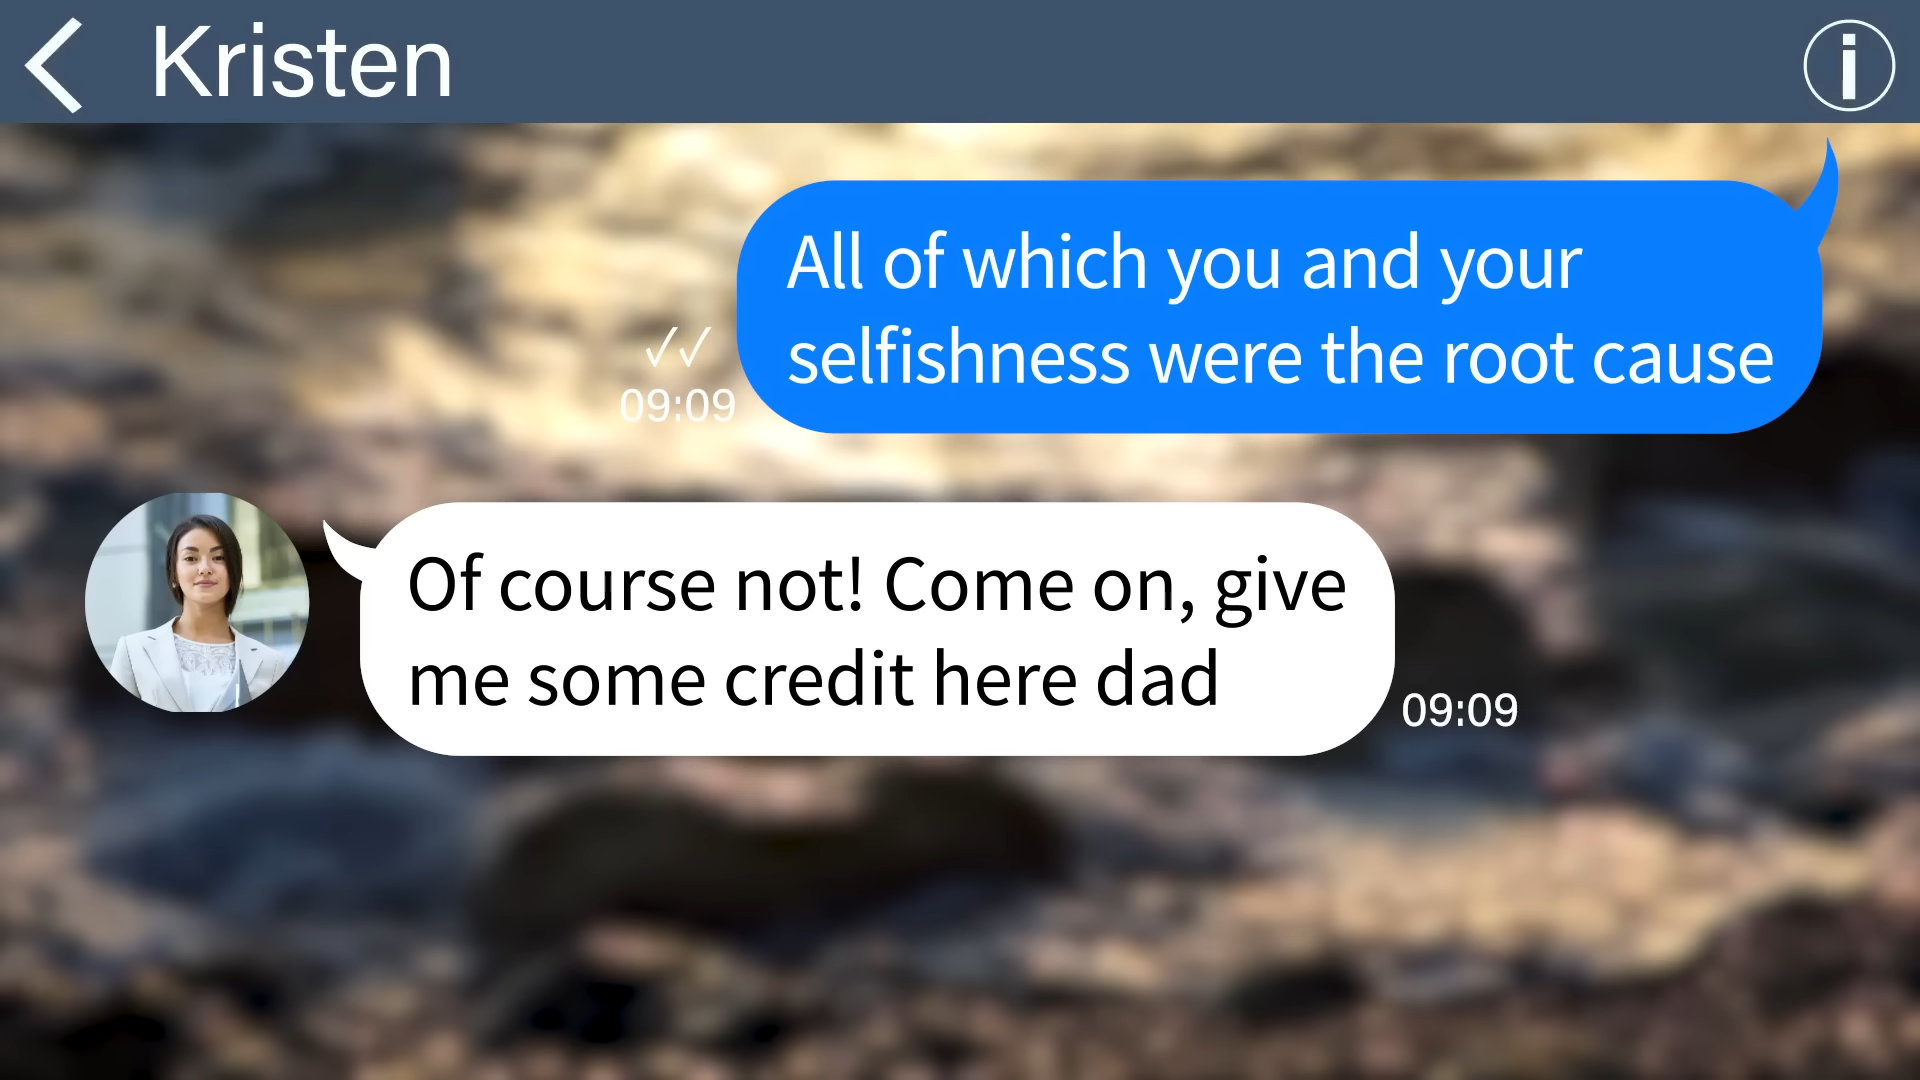 Kristen
i
All of which you and your
selfishness were the root cause
✓✓
09:09
Of course not! Come on, give
me some credit here dad
09:09